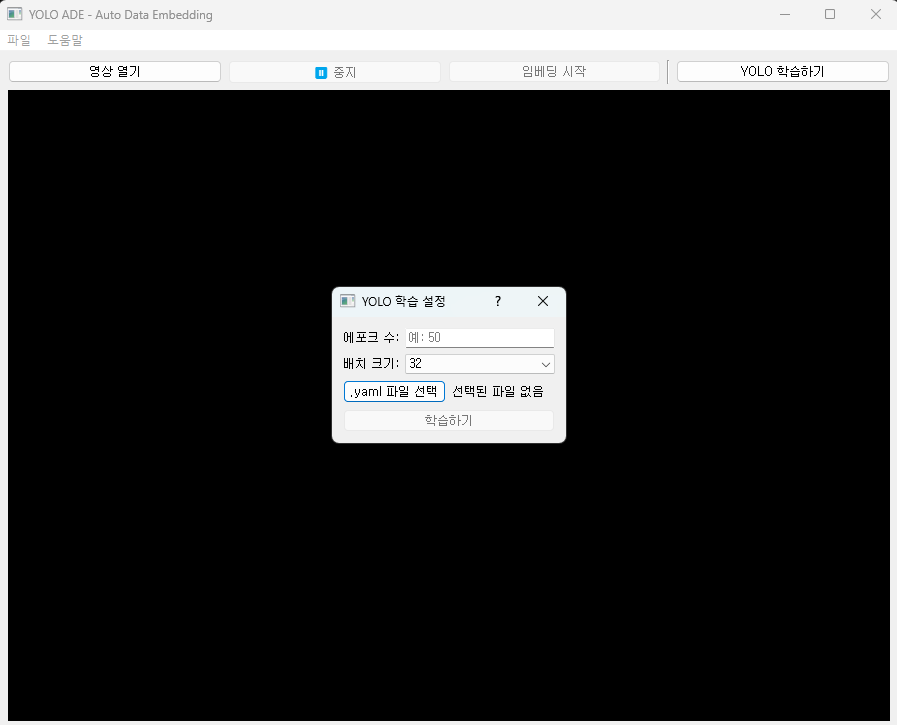 YOLO ADE - Auto Data Embedding
파일 도움말
영상 열기 중지 임베딩 시작 YOLO 학습하기
YOLO 학습 설정 ?
에포크 수: 예: 50
배치 크기: 32
.yaml 파일 선택 선택된 파일 없음
학습하기